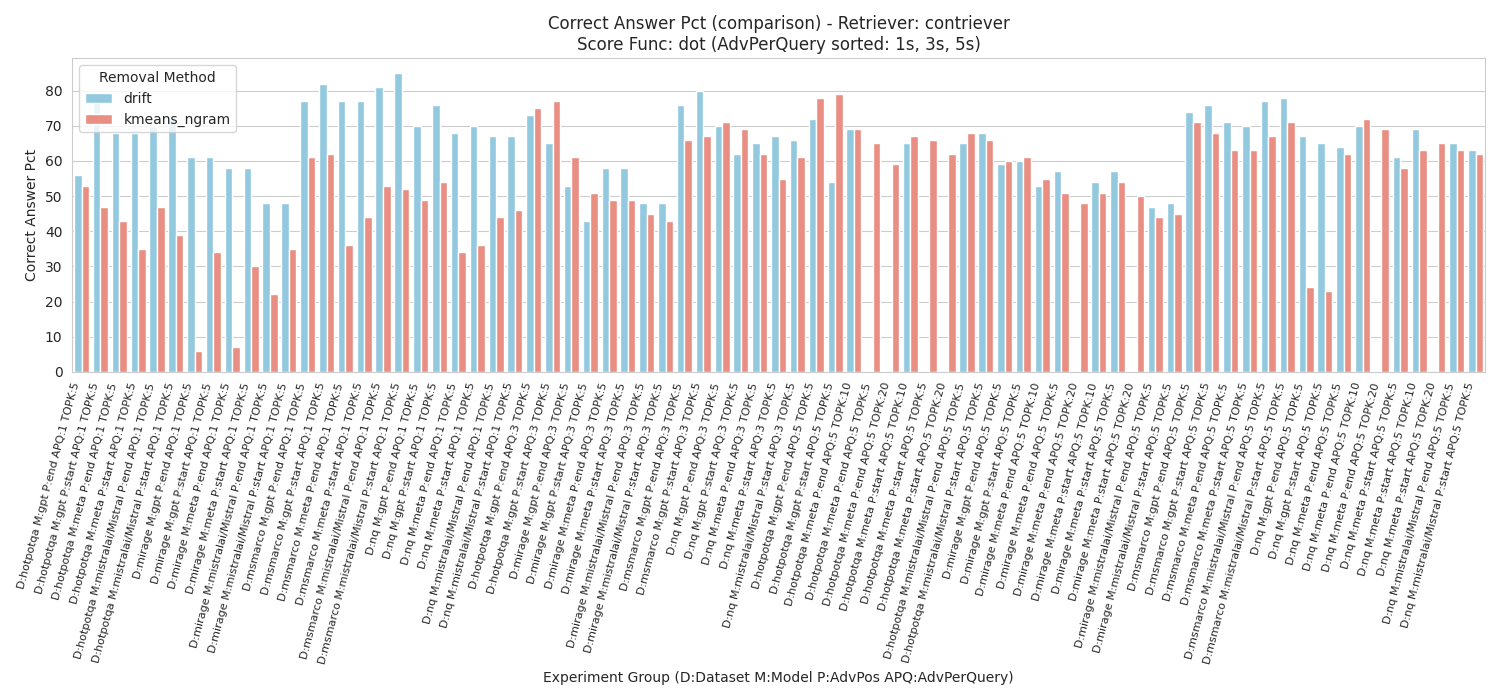 Correct Answer Pct (comparison) - Retriever: contriever
Score Func: dot (AdvPerQuery sorted: 1s, 3s, 5s)
Removal Method
drift
kmeans_ngram
Correct Answer Pct
80
70
60
50
40
30
20
10
0
D:hotpotqa M:gpt P:end APQ:1 TOPK:5
D:hotpotqa M:gpt P:start APQ:1 TOPK:5
D:hotpotqa M:meta P:end APQ:1 TOPK:5
D:hotpotqa M:meta P:start APQ:1 TOPK:5
D:hotpotqa M:mistralai/Mistral P:end APQ:1 TOPK:5
D:hotpotqa M:mistralai/Mistral P:start APQ:1 TOPK:5
D:mirage M:gpt P:end APQ:1 TOPK:5
D:mirage M:gpt P:start APQ:1 TOPK:5
D:mirage M:meta P:end APQ:1 TOPK:5
D:mirage M:meta P:start APQ:1 TOPK:5
D:mirage M:mistralai/Mistral P:end APQ:1 TOPK:5
D:mirage M:mistralai/Mistral P:start APQ:1 TOPK:5
D:msmarco M:gpt P:end APQ:1 TOPK:5
D:msmarco M:gpt P:start APQ:1 TOPK:5
D:msmarco M:meta P:end APQ:1 TOPK:5
D:msmarco M:meta P:start APQ:1 TOPK:5
D:msmarco M:mistralai/Mistral P:end APQ:1 TOPK:5
D:msmarco M:mistralai/Mistral P:start APQ:1 TOPK:5
D:nq M:gpt P:end APQ:1 TOPK:5
D:nq M:gpt P:start APQ:1 TOPK:5
D:nq M:meta P:end APQ:1 TOPK:5
D:nq M:meta P:start APQ:1 TOPK:5
D:nq M:mistralai/Mistral P:end APQ:1 TOPK:5
D:nq M:mistralai/Mistral P:start APQ:1 TOPK:5
D:hotpotqa M:gpt P:end APQ:3 TOPK:5
D:hotpotqa M:gpt P:start APQ:3 TOPK:5
D:mirage M:gpt P:end APQ:3 TOPK:5
D:mirage M:gpt P:start APQ:3 TOPK:5
D:mirage M:meta P:end APQ:3 TOPK:5
D:mirage M:meta P:start APQ:3 TOPK:5
D:mirage M:mistralai/Mistral P:end APQ:3 TOPK:5
D:mirage M:mistralai/Mistral P:start APQ:3 TOPK:5
D:msmarco M:gpt P:end APQ:3 TOPK:5
D:msmarco M:gpt P:start APQ:3 TOPK:5
D:nq M:gpt P:end APQ:3 TOPK:5
D:nq M:gpt P:start APQ:3 TOPK:5
D:nq M:meta P:end APQ:3 TOPK:5
D:nq M:meta P:start APQ:3 TOPK:5
D:nq M:mistralai/Mistral P:start APQ:3 TOPK:5
D:hotpotqa M:gpt P:end APQ:5 TOPK:5
D:hotpotqa M:gpt P:start APQ:5 TOPK:5
D:hotpotqa M:meta P:end APQ:5 TOPK:10
D:hotpotqa M:meta P:end APQ:5 TOPK:5
D:hotpotqa M:meta P:end APQ:5 TOPK:20
D:hotpotqa M:meta P:start APQ:5 TOPK:10
D:hotpotqa M:meta P:start APQ:5 TOPK:5
D:hotpotqa M:meta P:start APQ:5 TOPK:20
D:hotpotqa M:mistralai/Mistral P:end APQ:5 TOPK:5
D:hotpotqa M:mistralai/Mistral P:start APQ:5 TOPK:5
D:mirage M:gpt P:end APQ:5 TOPK:5
D:mirage M:gpt P:start APQ:5 TOPK:5
D:mirage M:meta P:end APQ:5 TOPK:10
D:mirage M:meta P:end APQ:5 TOPK:5
D:mirage M:meta P:end APQ:5 TOPK:20
D:mirage M:meta P:start APQ:5 TOPK:10
D:mirage M:meta P:start APQ:5 TOPK:5
D:mirage M:meta P:start APQ:5 TOPK:20
D:mirage M:mistralai/Mistral P:end APQ:5 TOPK:5
D:mirage M:mistralai/Mistral P:start APQ:5 TOPK:5
D:msmarco M:gpt P:end APQ:5 TOPK:5
D:msmarco M:gpt P:start APQ:5 TOPK:5
D:msmarco M:meta P:end APQ:5 TOPK:5
D:msmarco M:meta P:start APQ:5 TOPK:5
D:msmarco M:mistralai/Mistral P:end APQ:5 TOPK:5
D:msmarco M:mistralai/Mistral P:start APQ:5 TOPK:5
D:nq M:gpt P:end APQ:5 TOPK:5
D:nq M:gpt P:start APQ:5 TOPK:5
D:nq M:meta P:end APQ:5 TOPK:5
D:nq M:meta P:end APQ:5 TOPK:10
D:nq M:meta P:end APQ:5 TOPK:20
D:nq M:meta P:start APQ:5 TOPK:5
D:nq M:meta P:start APQ:5 TOPK:10
D:nq M:meta P:start APQ:5 TOPK:20
D:nq M:mistralai/Mistral P:end APQ:5 TOPK:5
D:nq M:mistralai/Mistral P:start APQ:5 TOPK:5
Experiment Group (D:Dataset M:Model P:AdvPos APQ:AdvPerQuery)